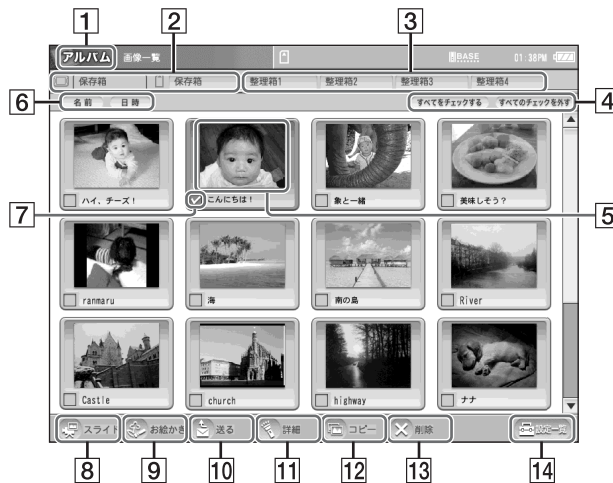 1 2 3
アルバム 画像一覧 BASE 01:38PM
保存箱 保存箱 整理箱1 整理箱2 整理箱3 整理箱4
6 名前 日時 すべてをチェックする すべてのチェックを外す 4
ハイ、チーズ! こんにちは! 象と一緒 美味しそう?
7 5
ranmaru 海 南の島 River
Castle church highway ナナ
スライド お絵かき 送る 詳細 コピー 削除 設定一覧
8 9 10 11 12 13 14